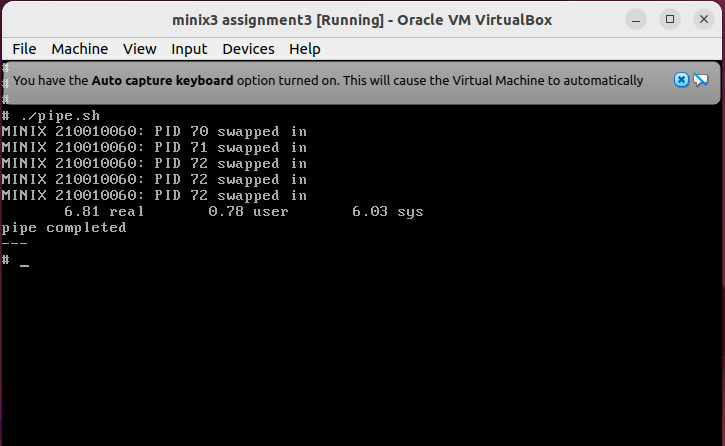 minix3 assignment3 [Running] - Oracle VM VirtualBox
File Machine View Input Devices Help
#
You have the Auto capture keyboard option turned on. This will cause the Virtual Machine to automatically
#
#
# ./pipe.sh
MINIX 210010060: PID 70 swapped in
MINIX 210010060: PID 71 swapped in
MINIX 210010060: PID 72 swapped in
MINIX 210010060: PID 72 swapped in
MINIX 210010060: PID 72 swapped in
6.81 real 0.78 user 6.03 sys
pipe completed
---
# _